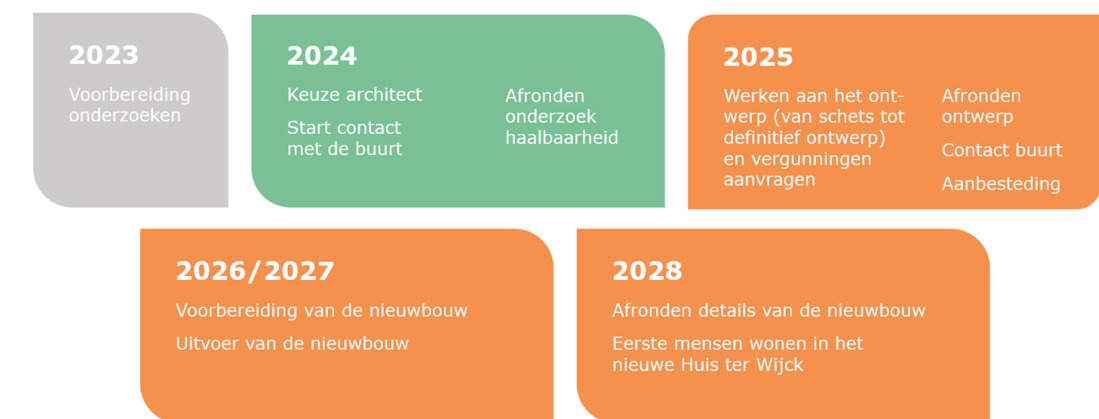 2023
Voorbereiding
onderzoeken
2024
Keuze architect
Start contact
met de buurt
Afronden
onderzoek
haalbaarheid
2025
Werken aan het ont-
werp (van schets tot
definitief ontwerp)
en vergunningen
aanvragen
Afronden
ontwerp
Contact buurt
Aanbesteding
2026/2027
Voorbereiding van de nieuwbouw
Uitvoer van de nieuwbouw
2028
Afronden details van de nieuwbouw
Eerste mensen wonen in het
nieuwe Huis ter Wijck